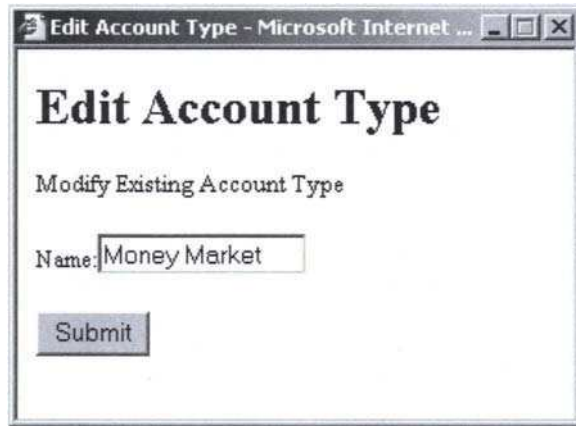 Edit Account Type - Microsoft Internet ...
Edit Account Type
Modify Existing Account Type
Name: Money Market
Submit